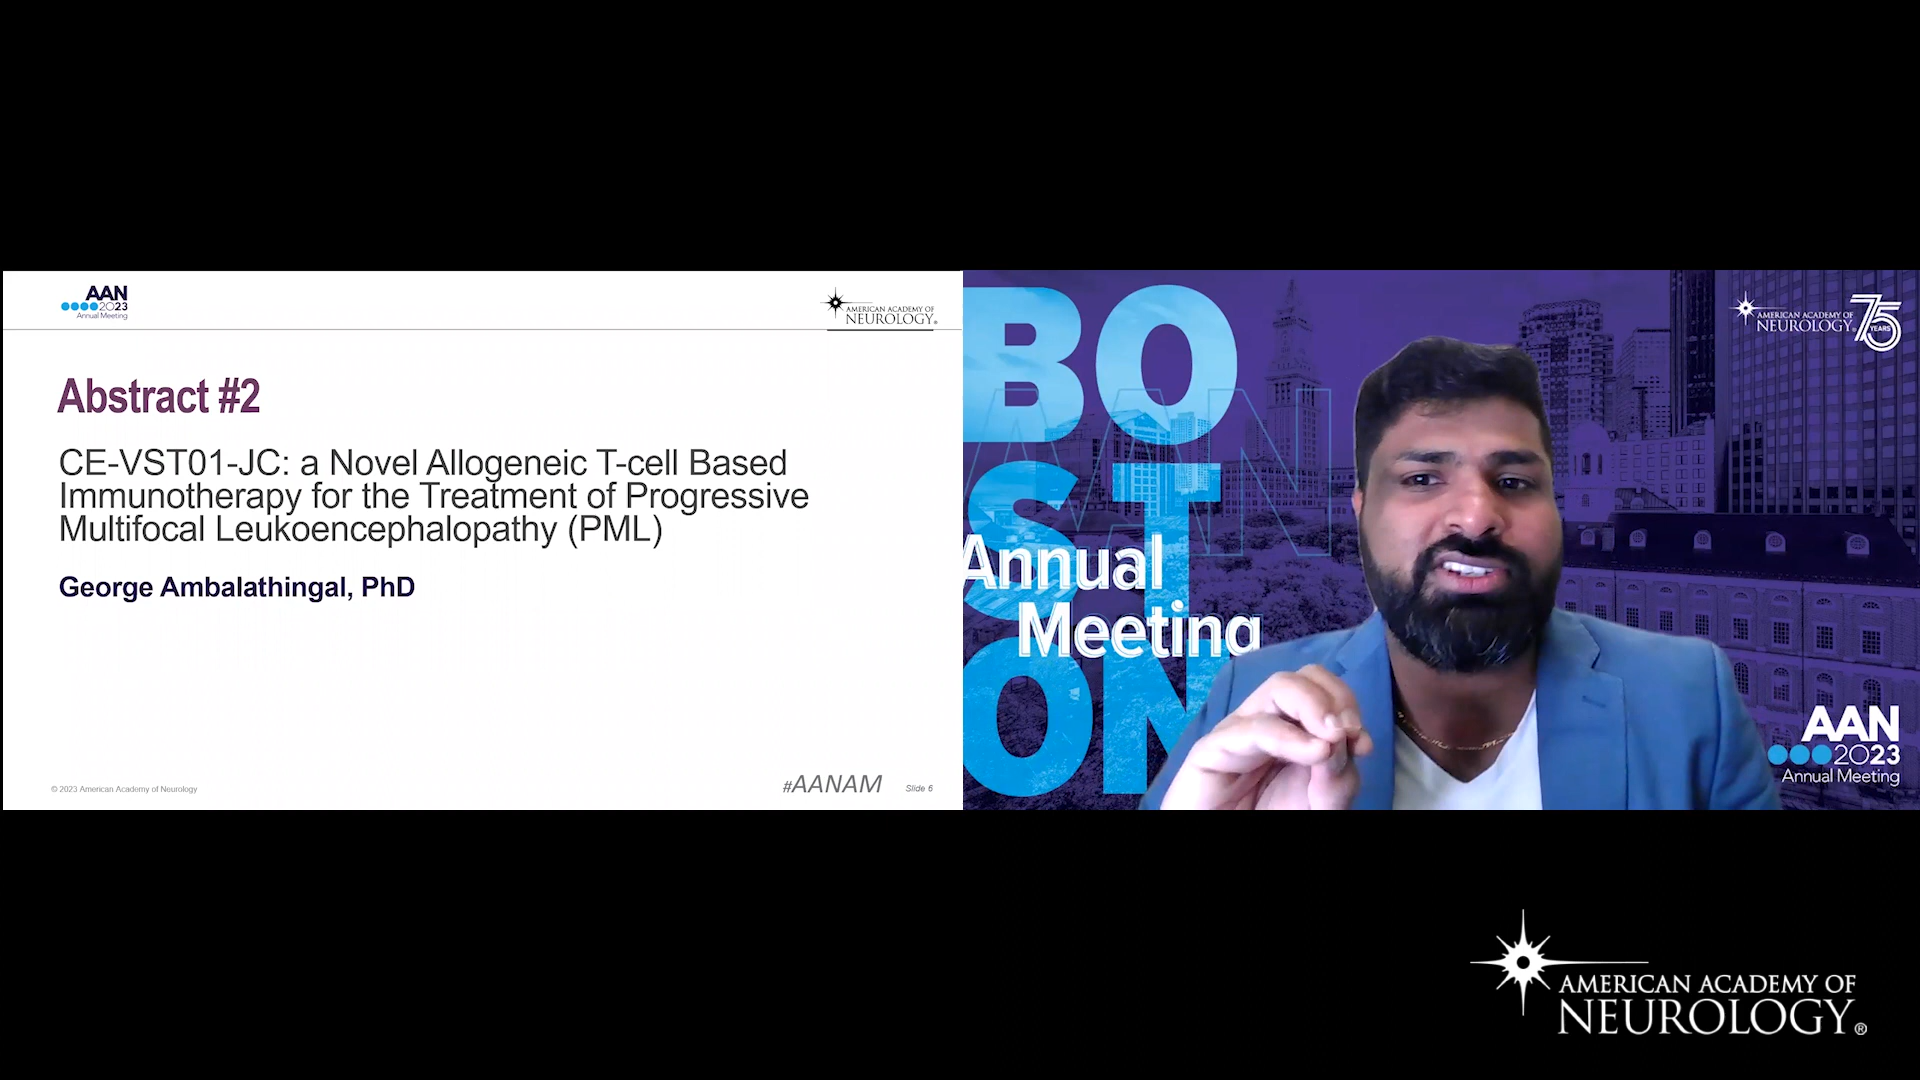 AAN
2023
Annual Meeting
AMERICAN ACADEMY OF
NEUROLOGY®
Abstract #2
CE-VST01-JC: a Novel Allogeneic T-cell Based
Immunotherapy for the Treatment of Progressive
Multifocal Leukoencephalopathy (PML)
George Ambalathingal, PhD
© 2023 American Academy of Neurology
#AANAM
Slide 6
BO
ST
ON
AAN
Annual
Meeting
AMERICAN ACADEMY OF
NEUROLOGY®
75
YEARS
AAN
2023
Annual Meeting
AMERICAN ACADEMY OF
NEUROLOGY®